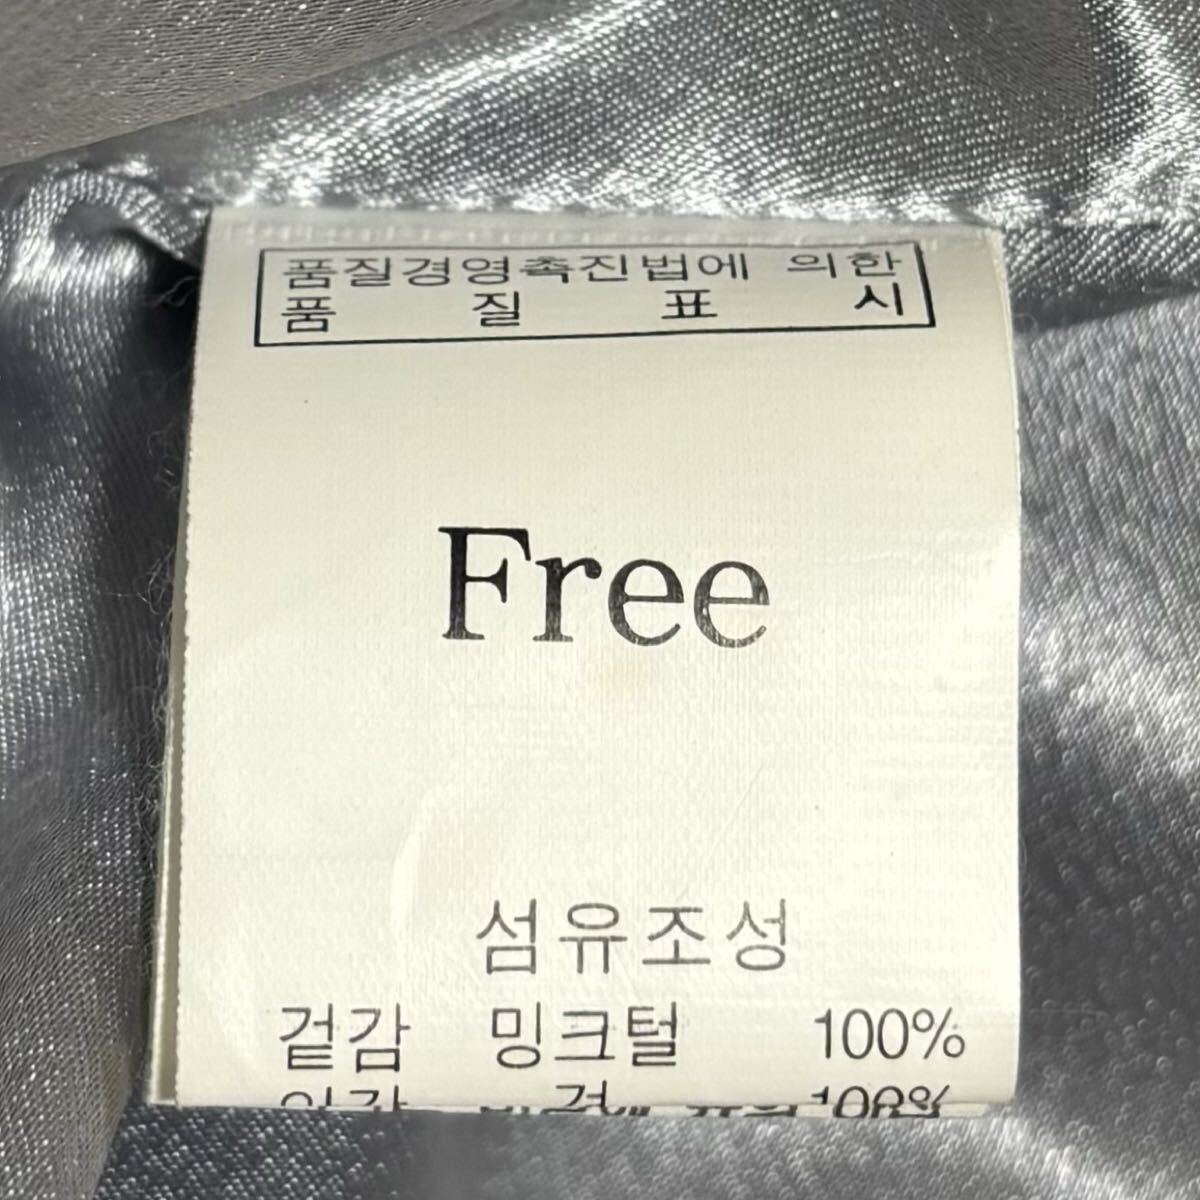 품질경영촉진법에 의한
품 질 표 시
Free
섬유조성
겉감 밍크털 100%
100%